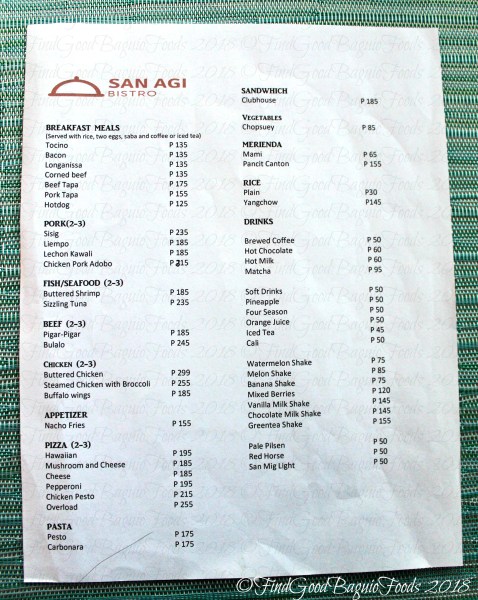 SAN AGI
BISTRO
BREAKFAST MEALS
(Served with rice, two eggs, saba and coffee or iced tea)
Tocino P 135
Bacon P 135
Longanissa P 135
Corned beef P 135
Beef Tapa P 175
Pork Tapa P 155
Hotdog P 125
PORK(2-3)
Sisig P 235
Liempo P 185
Lechon Kawali P 185
Chicken Pork Adobo P 215
FISH/SEAFOOD (2-3)
Buttered Shrimp P 185
Sizzling Tuna P 235
BEEF (2-3)
Pigar-Pigar P 185
Bulalo P 245
CHICKEN (2-3)
Buttered Chicken P 299
Steamed Chicken with Broccoli P 255
Buffalo wings P 185
APPETIZER
Nacho Fries P 155
PIZZA (2-3)
Hawaiian P 195
Mushroom and Cheese P 185
Cheese P 185
Pepperoni P 195
Chicken Pesto P 215
Overload P 255
PASTA
Pesto P 175
Carbonara P 175
SANDWHICH
Clubhouse P 185
VEGETABLES
Chopsuey P 85
MERIENDA
Mami P 65
Pancit Canton P 155
RICE
Plain P30
Yangchow P145
DRINKS
Brewed Coffee P 50
Hot Chocolate P 60
Hot Milk P 60
Matcha P 95
Soft Drinks P 50
Pineapple P 50
Four Season P 50
Orange Juice P 50
Iced Tea P 45
Cali P 50
Watermelon Shake P 75
Melon Shake P 85
Banana Shake P 75
Mixed Berries P 120
Vanilla Milk Shake P 145
Chocolate Milk Shake P 145
Greentea Shake P 155
Pale Pilsen P 50
Red Horse P 50
San Mig Light P 50
©FindGoodBaguioFoods 2018